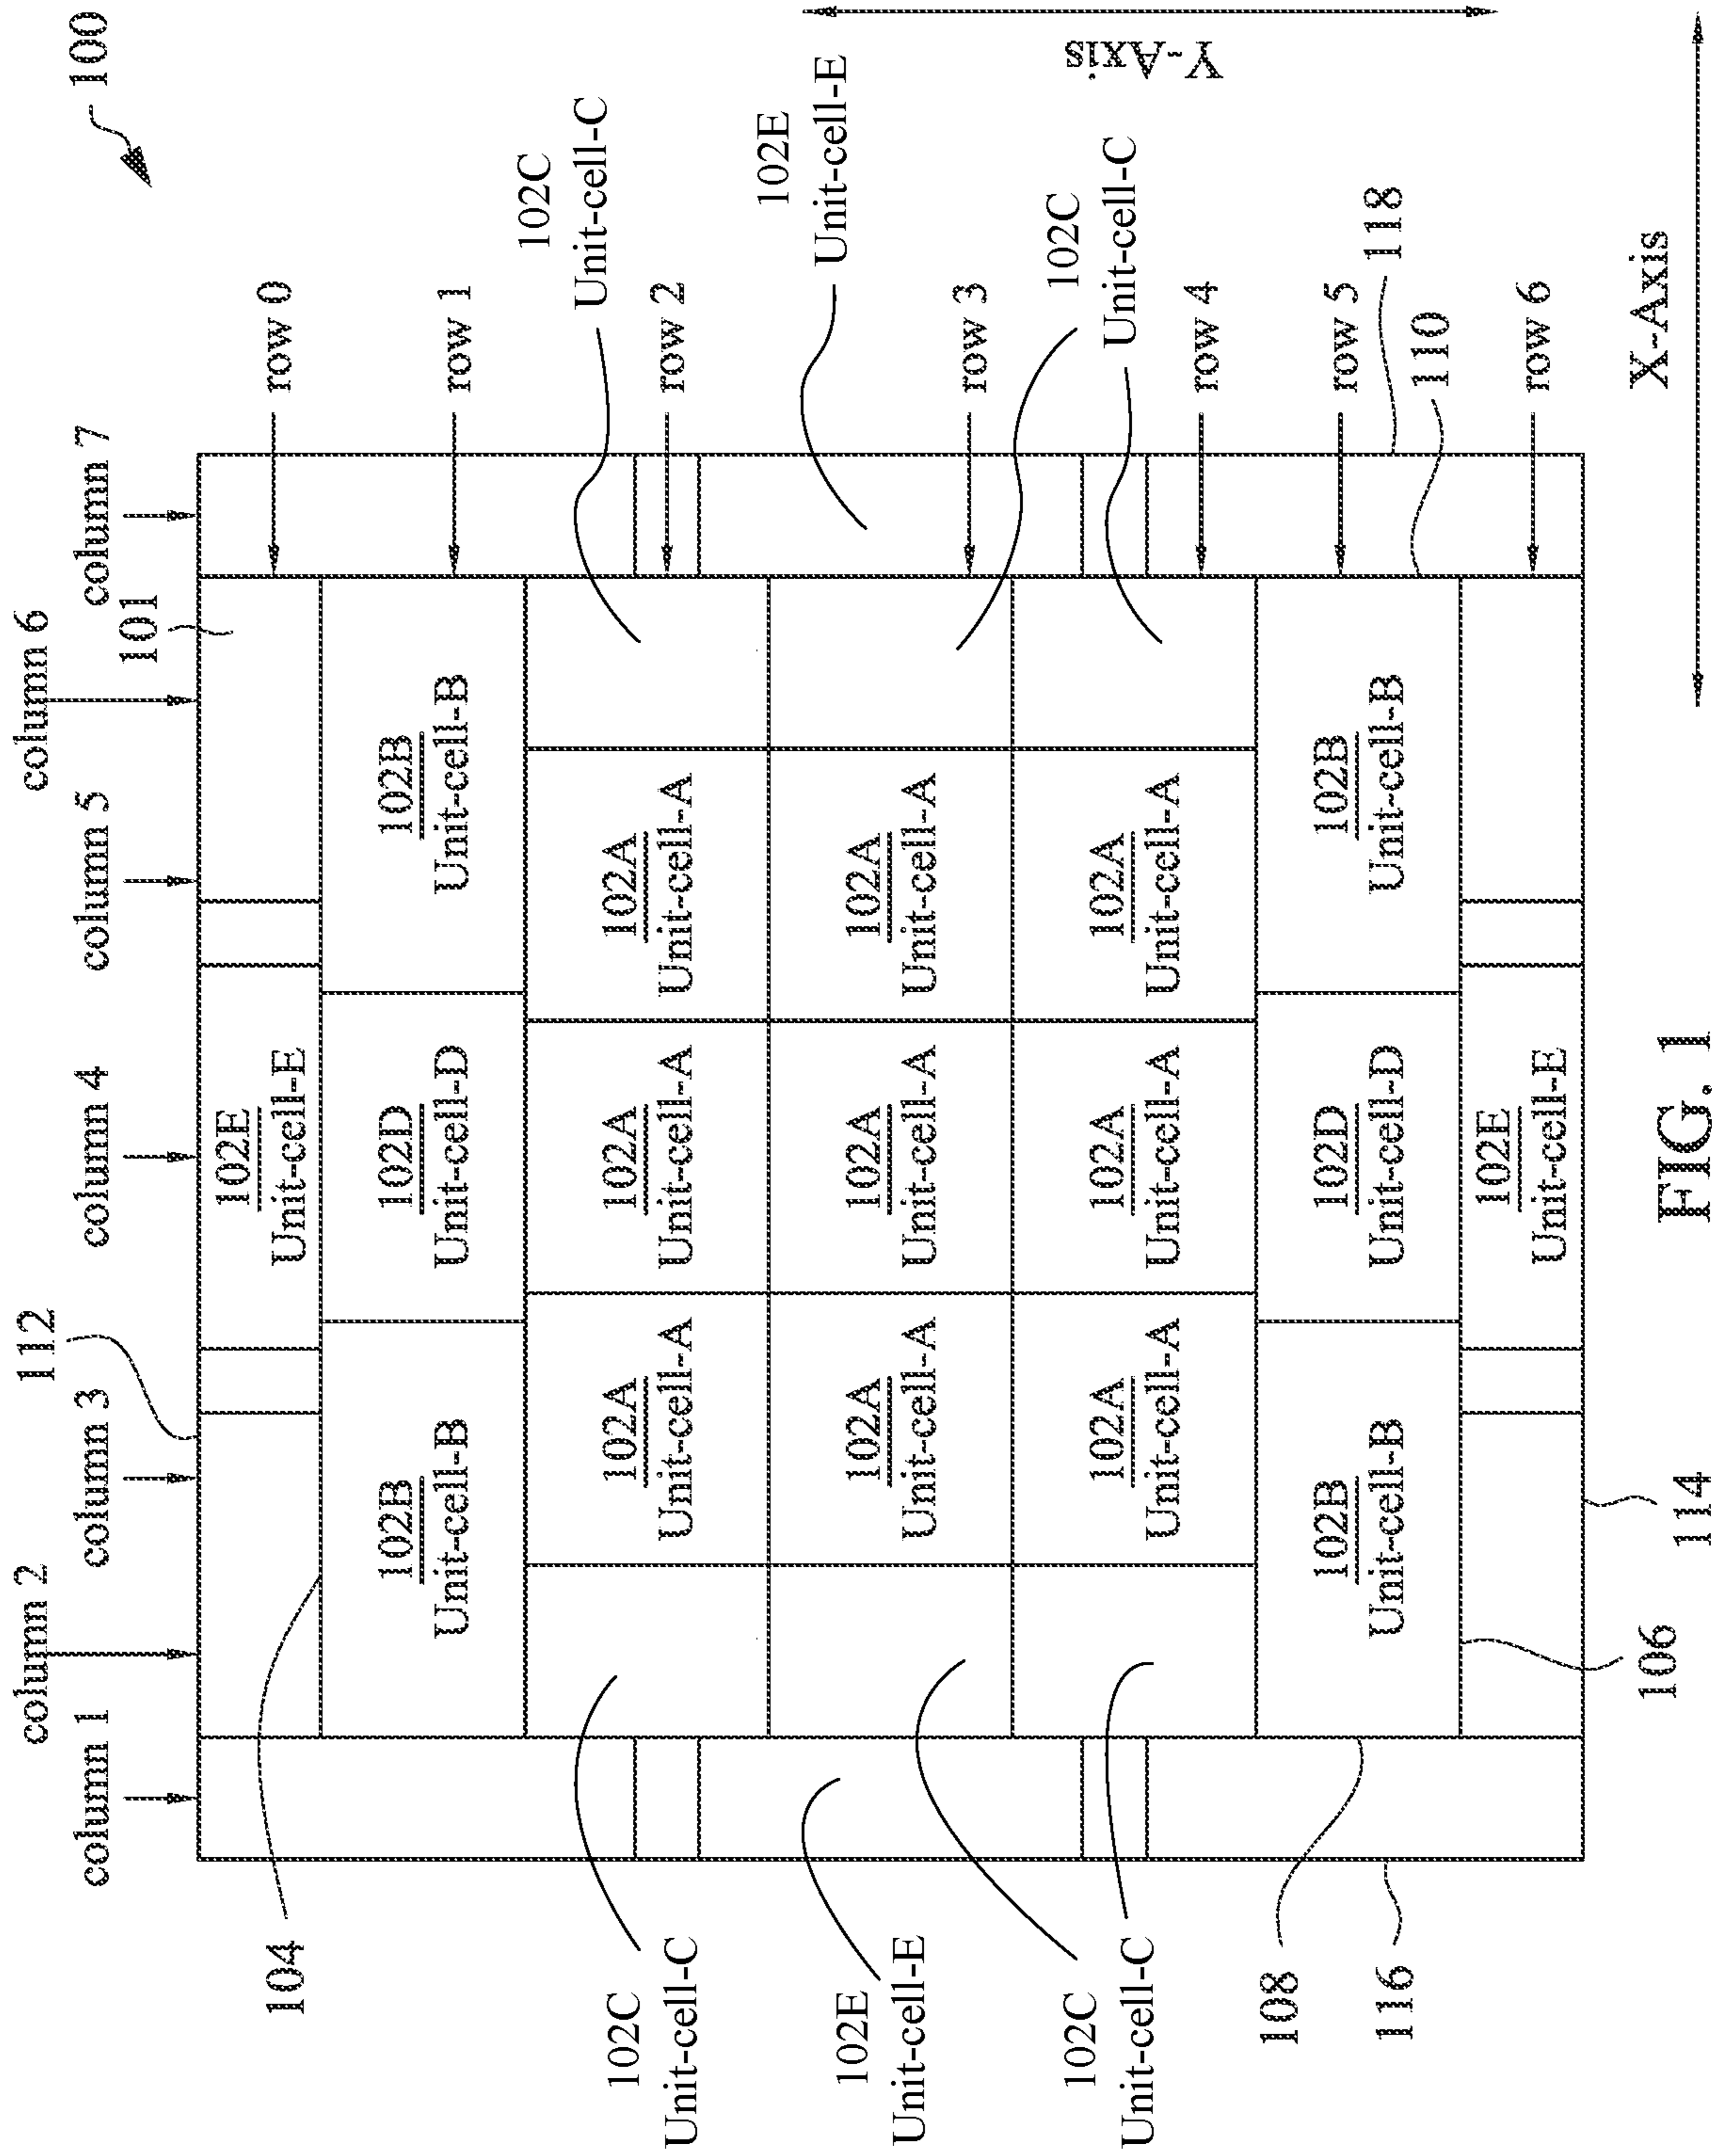 100
column 2
column 6
112
column 1
column 3
column 4
column 5
column 7
101
104
102E
Unit-cell-E
row 0
102B
Unit-cell-B
102D
Unit-cell-D
102B
Unit-cell-B
row 1
102C
Unit-cell-C
102A
Unit-cell-A
102A
Unit-cell-A
102A
Unit-cell-A
row 2
102C
Unit-cell-C
102E
Unit-cell-E
102A
Unit-cell-A
102A
Unit-cell-A
102A
Unit-cell-A
row 3
102E
Unit-cell-E
102C
Unit-cell-C
102A
Unit-cell-A
102A
Unit-cell-A
102A
Unit-cell-A
row 4
102C
Unit-cell-C
108
116
102B
Unit-cell-B
102D
Unit-cell-D
102B
Unit-cell-B
row 5
118
110
102E
Unit-cell-E
row 6
106
114
Y-Axis
X-Axis
FIG. 1